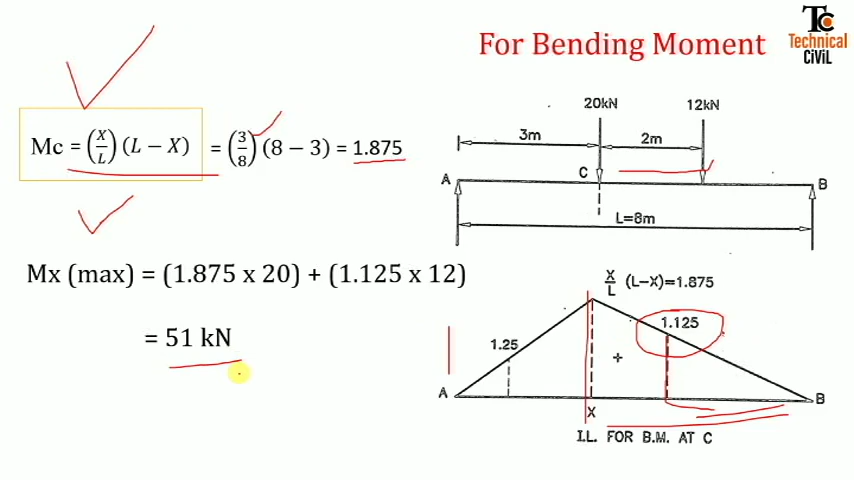 For Bending Moment
Tc
Technical
CiViL
Mc = (X/L) (L − X) = (3/8) (8 − 3) = 1.875
Mx (max) = (1.875 x 20) + (1.125 x 12)
= 51 kN
20kN 12kN
3m 2m
A C B
L=8m
X/L (L-X)=1.875
1.125
1.25
+
A X B
I.L. FOR B.M. AT C